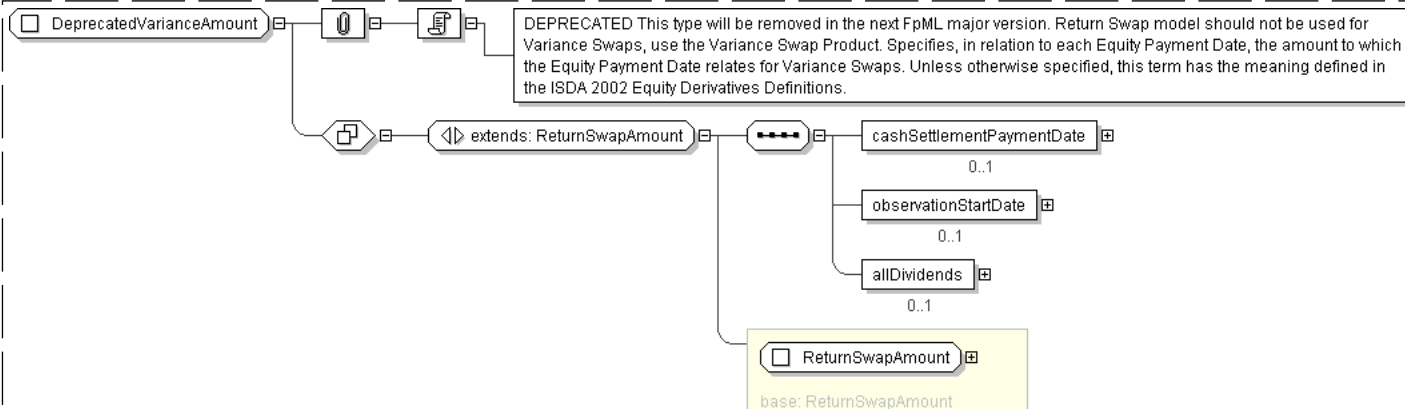 DeprecatedVarianceAmount
DEPRECATED This type will be removed in the next FpML major version. Return Swap model should not be used for
Variance Swaps, use the Variance Swap Product. Specifies, in relation to each Equity Payment Date, the amount to which
the Equity Payment Date relates for Variance Swaps. Unless otherwise specified, this term has the meaning defined in
the ISDA 2002 Equity Derivatives Definitions.
extends: ReturnSwapAmount
cashSettlementPaymentDate
0..1
observationStartDate
0..1
allDividends
0..1
ReturnSwapAmount
base: ReturnSwapAmount